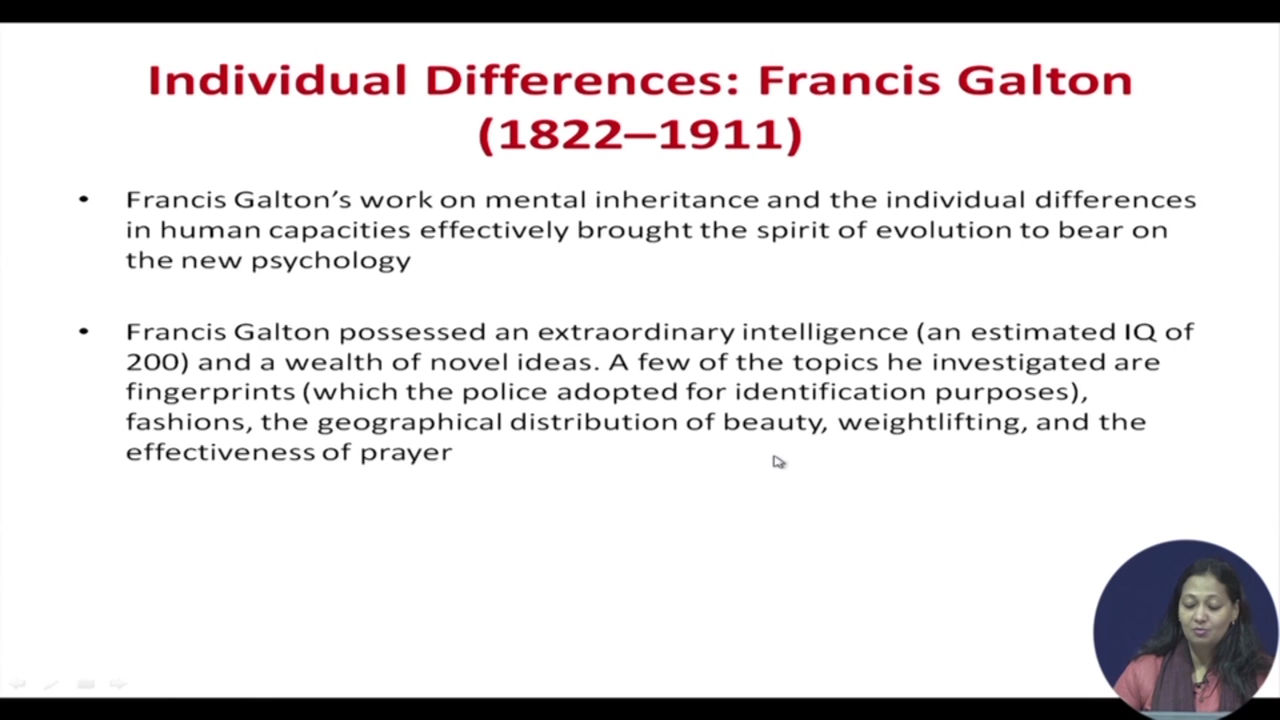 Individual Differences: Francis Galton
(1822–1911)
• Francis Galton’s work on mental inheritance and the individual differences
in human capacities effectively brought the spirit of evolution to bear on
the new psychology
• Francis Galton possessed an extraordinary intelligence (an estimated IQ of
200) and a wealth of novel ideas. A few of the topics he investigated are
fingerprints (which the police adopted for identification purposes),
fashions, the geographical distribution of beauty, weightlifting, and the
effectiveness of prayer